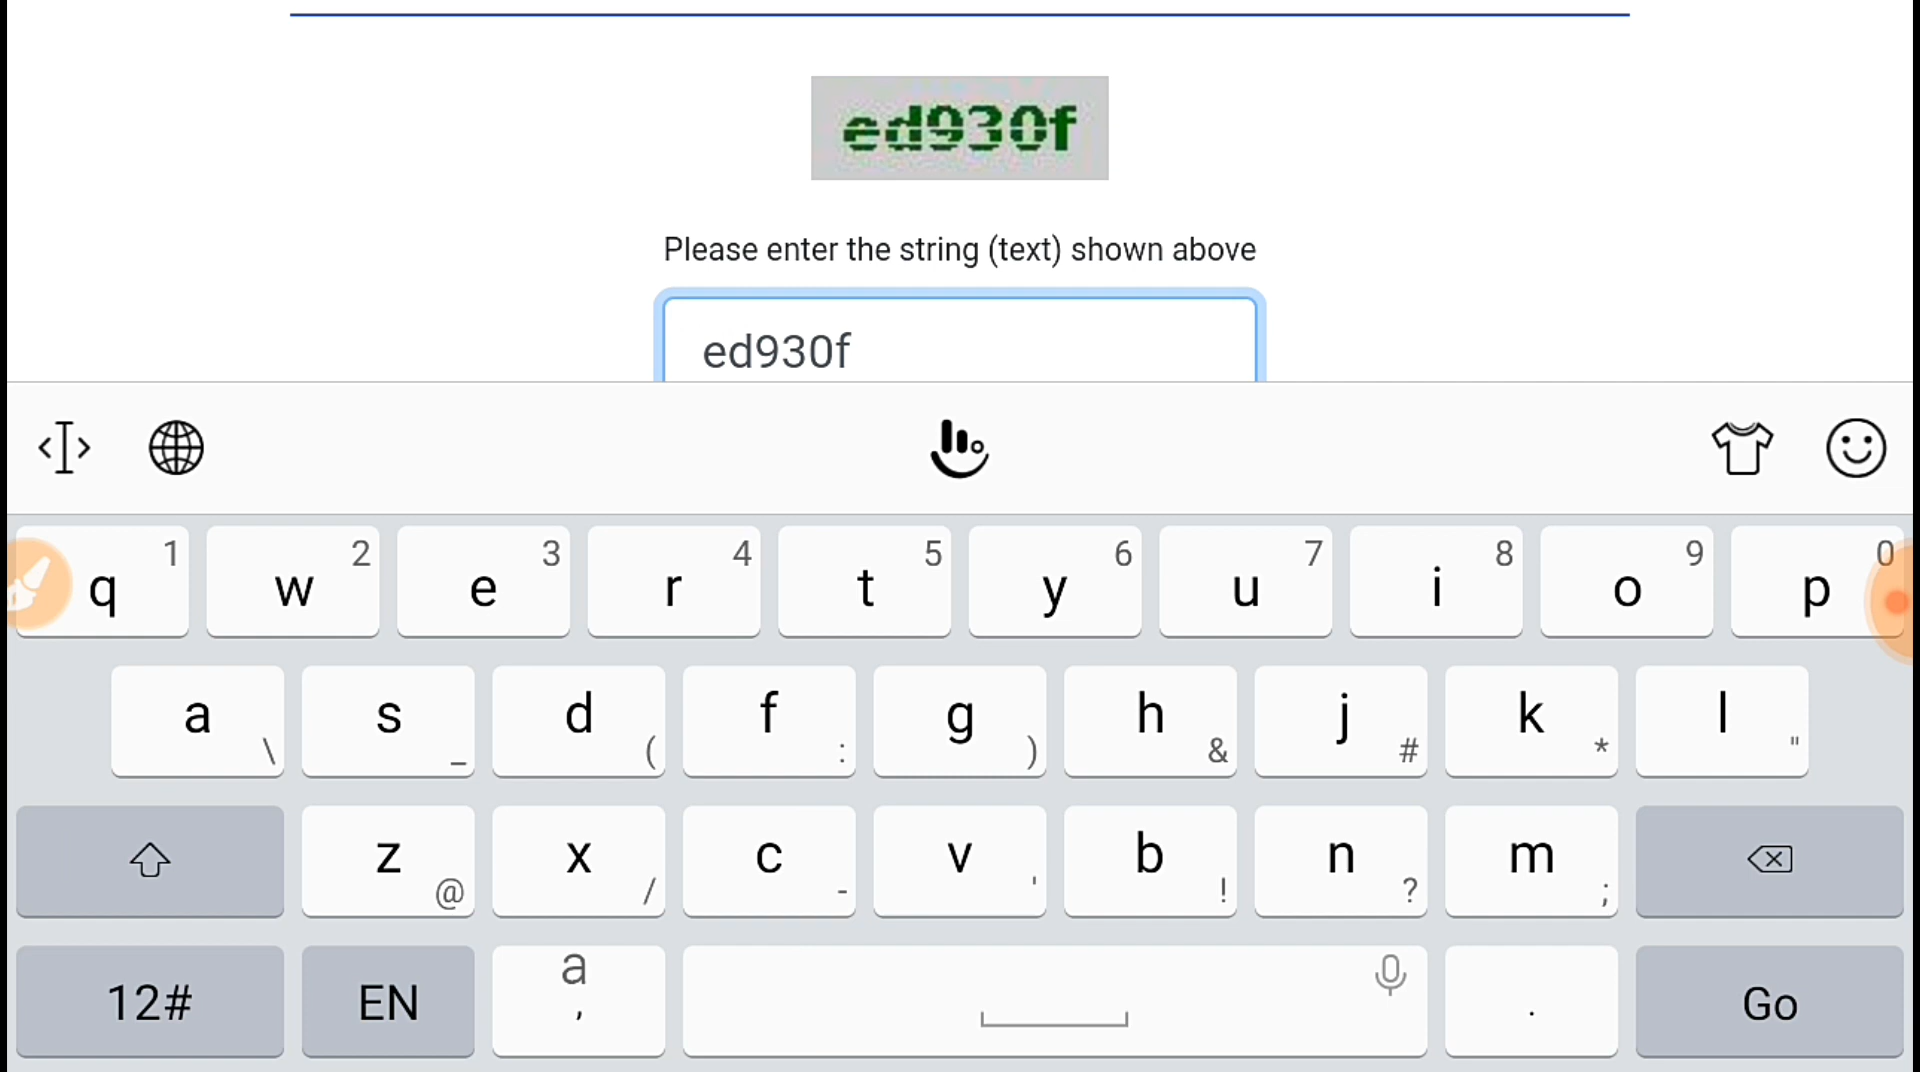 ed930f
Please enter the string (text) shown above
ed930f
1 2 3 4 5 6 7 8 9 0
q w e r t y u i o p
a s d f g h j k l
\ _ ( : ) & # * "
z x c v b n m
@ / - ' ! ? ;
12# EN a , . Go